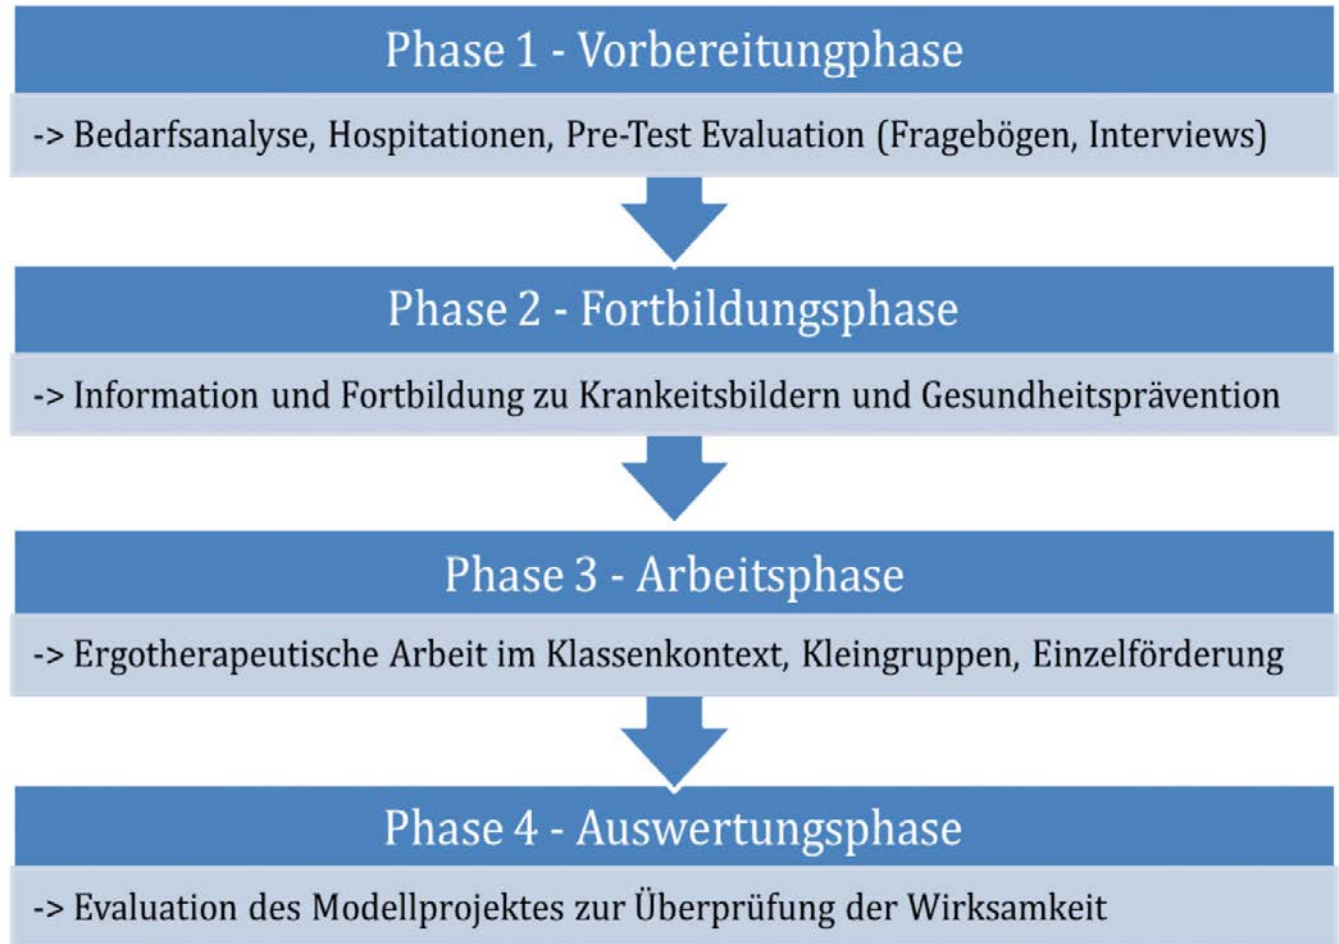 Phase 1 - Vorbereitungphase
-> Bedarfsanalyse, Hospitationen, Pre-Test Evaluation (Fragebögen, Interviews)
Phase 2 - Fortbildungsphase
-> Information und Fortbildung zu Krankeitsbildern und Gesundheitsprävention
Phase 3 - Arbeitsphase
-> Ergotherapeutische Arbeit im Klassenkontext, Kleingruppen, Einzelförderung
Phase 4 - Auswertungsphase
-> Evaluation des Modellprojektes zur Überprüfung der Wirksamkeit